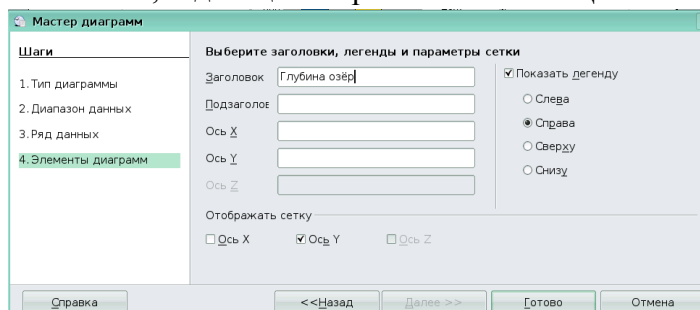 Мастер диаграмм
Шаги
1.Тип диаграммы
2.Диапазон данных
3.Ряд данных
4.Элементы диаграмм
Выберите заголовки, легенды и параметры сетки
Заголовок Глубина озёр
Подзаголов
Ось X
Ось Y
Ось Z
Показать легенду
Слева
Справа
Сверху
Снизу
Отображать сетку
Ось X Ось Y Ось Z
Справка <<Назад Далее >> Готово Отмена